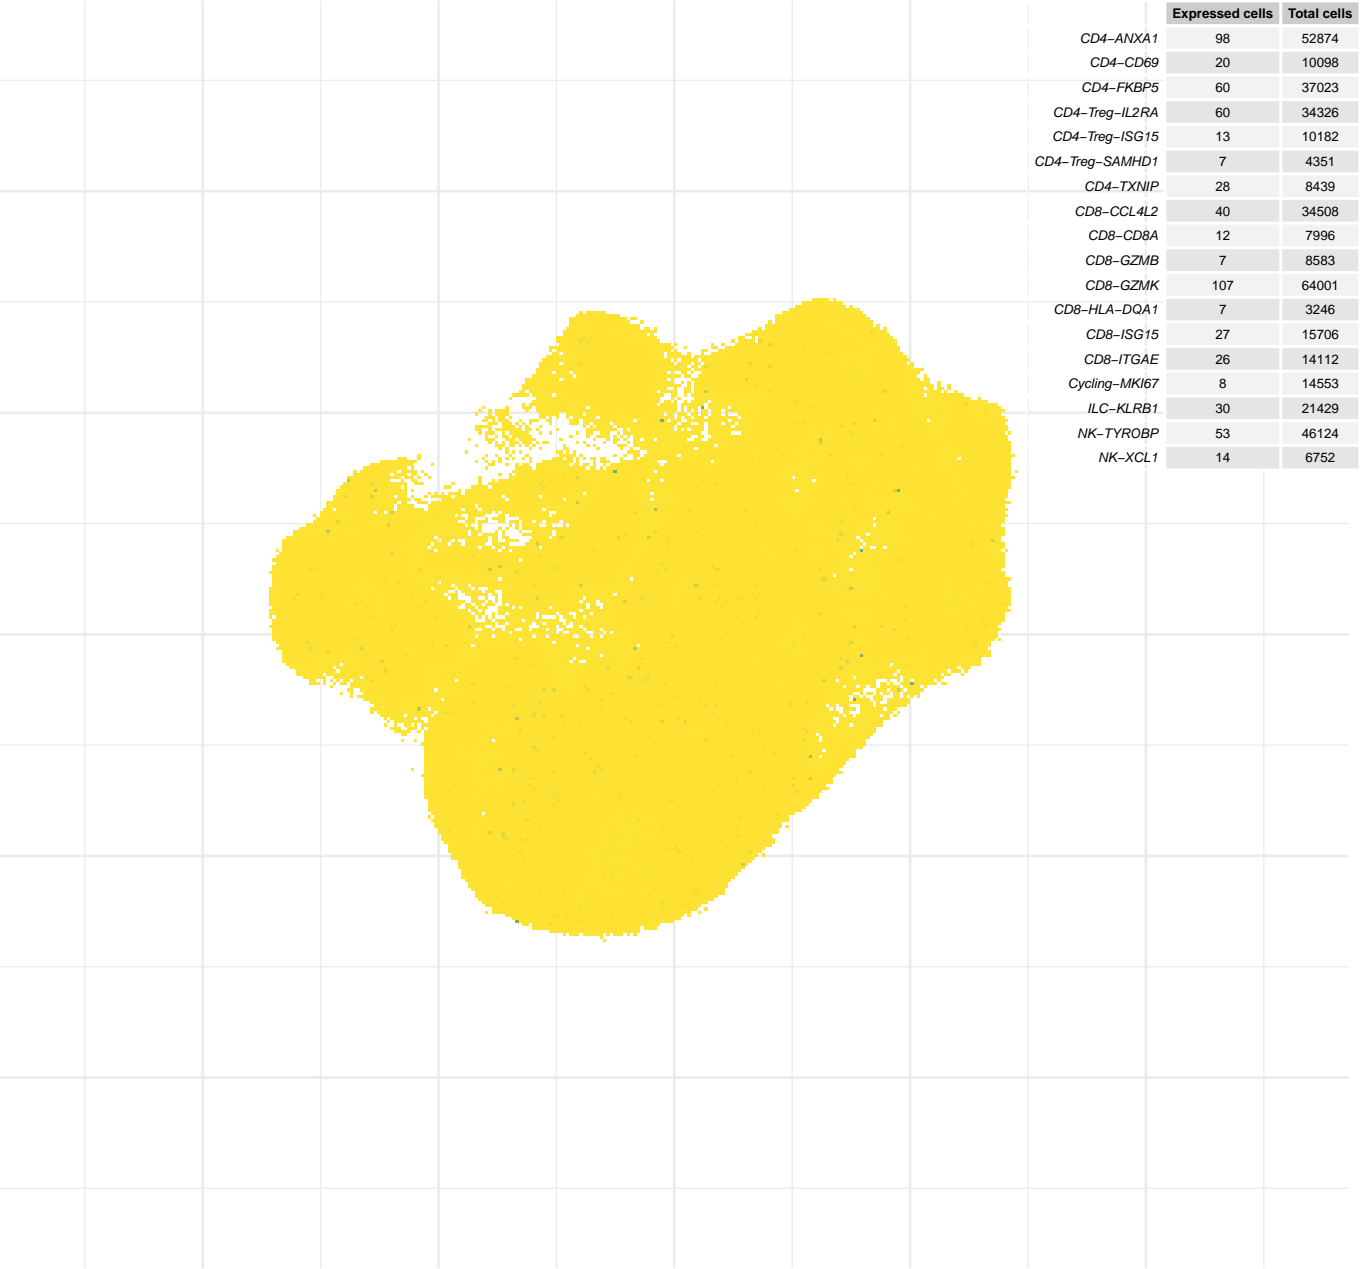 Expressed cells Total cells
CD4−ANXA1 98 52874
CD4−CD69 20 10098
CD4−FKBP5 60 37023
CD4−Treg−IL2RA 60 34326
CD4−Treg−ISG15 13 10182
CD4−Treg−SAMHD1 7 4351
CD4−TXNIP 28 8439
CD8−CCL4L2 40 34508
CD8−CD8A 12 7996
CD8−GZMB 7 8583
CD8−GZMK 107 64001
CD8−HLA−DQA1 7 3246
CD8−ISG15 27 15706
CD8−ITGAE 26 14112
Cycling−MKI67 8 14553
ILC−KLRB1 30 21429
NK−TYROBP 53 46124
NK−XCL1 14 6752